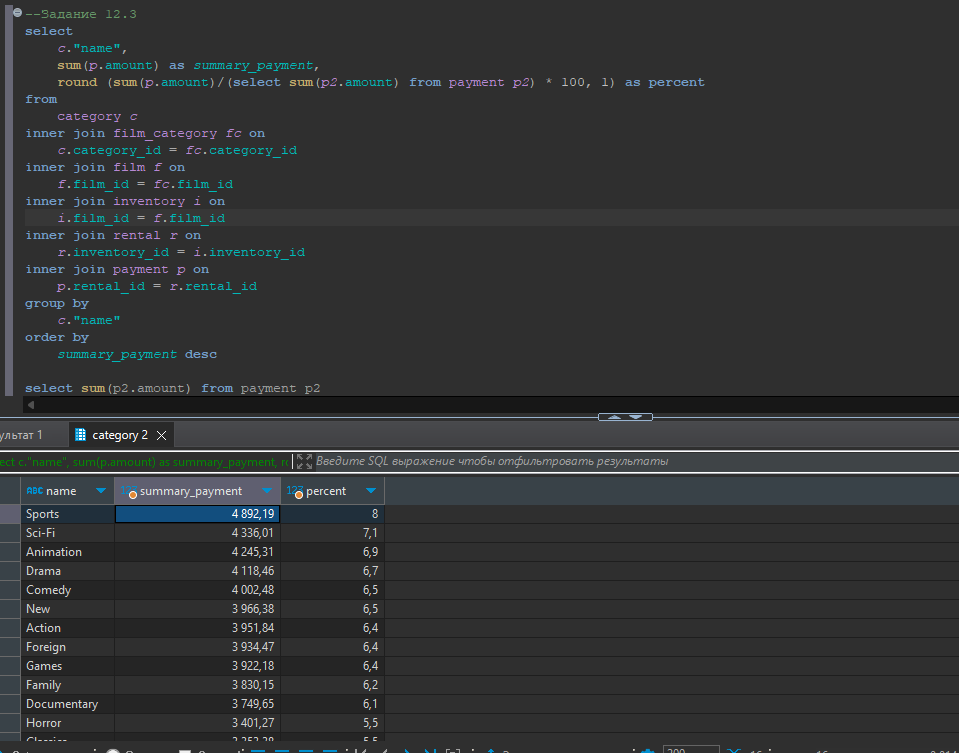 --Задание 12.3
select
c."name",
sum(p.amount) as summary_payment,
round (sum(p.amount)/(select sum(p2.amount) from payment p2) * 100, 1) as percent
from
category c
inner join film_category fc on
c.category_id = fc.category_id
inner join film f on
f.film_id = fc.film_id
inner join inventory i on
i.film_id = f.film_id
inner join rental r on
r.inventory_id = i.inventory_id
inner join payment p on
p.rental_id = r.rental_id
group by
c."name"
order by
summary_payment desc
select sum(p2.amount) from payment p2
ультат 1 category 2
ect c."name", sum(p.amount) as summary_payment, Введите SQL выражение чтобы отфильтровать результаты
ABC name 123 summary_payment 123 percent
Sports 4 892,19 8
Sci-Fi 4 336,01 7,1
Animation 4 245,31 6,9
Drama 4 118,46 6,7
Comedy 4 002,48 6,5
New 3 966,38 6,5
Action 3 951,84 6,4
Foreign 3 934,47 6,4
Games 3 922,18 6,4
Family 3 830,15 6,2
Documentary 3 749,65 6,1
Horror 3 401,27 5,5